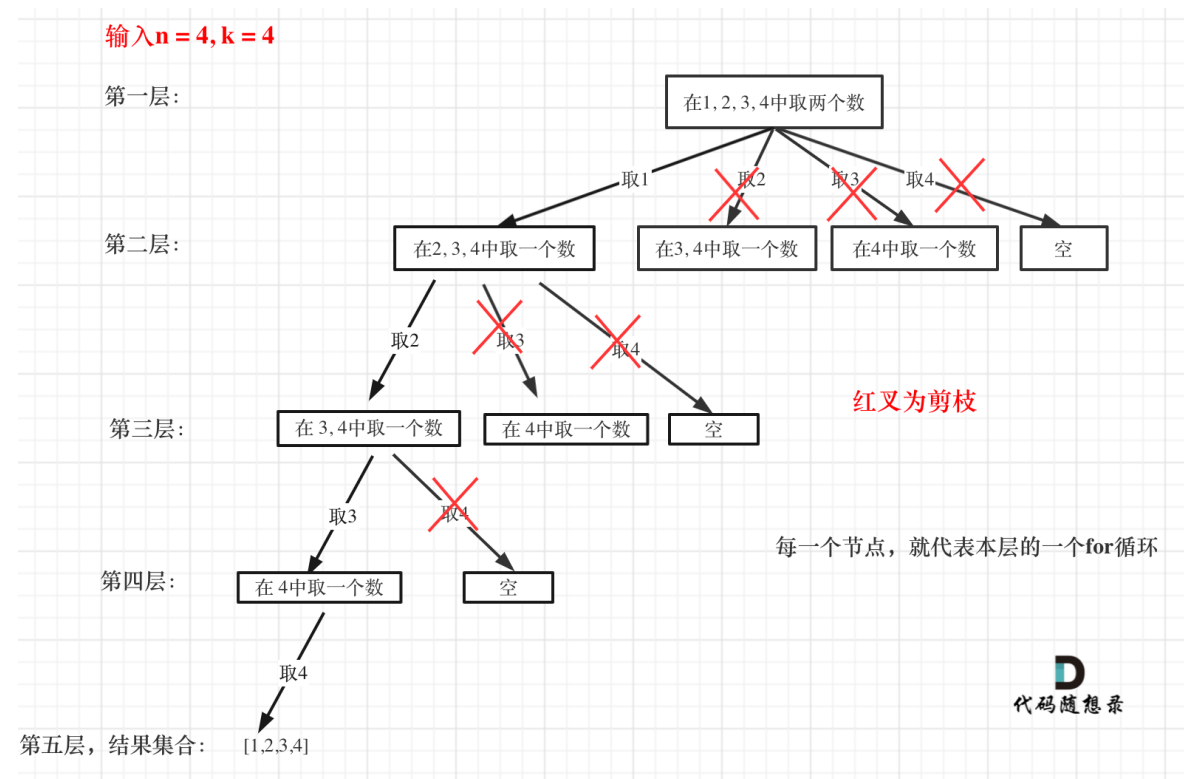 输入n = 4, k = 4
第一层：
在1, 2, 3, 4中取两个数
取1
取2
取3
取4
第二层：
在2, 3, 4中取一个数
在3, 4中取一个数
在4中取一个数
空
取2
取3
取4
红叉为剪枝
第三层：
在 3, 4中取一个数
在 4中取一个数
空
取3
取4
每一个节点，就代表本层的一个for循环
第四层：
在 4中取一个数
空
取4
代码随想录
第五层，结果集合：
[1,2,3,4]